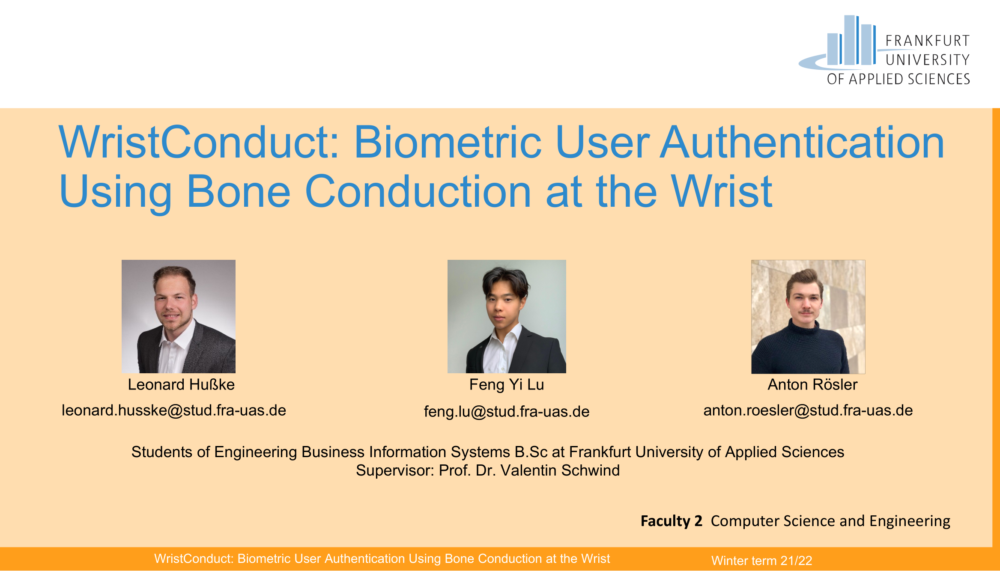 FRANKFURT
UNIVERSITY
OF APPLIED SCIENCES
WristConduct: Biometric User Authentication
Using Bone Conduction at the Wrist
Leonard Hußke
leonard.husske@stud.fra-uas.de
Feng Yi Lu
feng.lu@stud.fra-uas.de
Anton Rösler
anton.roesler@stud.fra-uas.de
Students of Engineering Business Information Systems B.Sc at Frankfurt University of Applied Sciences
Supervisor: Prof. Dr. Valentin Schwind
Faculty 2 Computer Science and Engineering
WristConduct: Biometric User Authentication Using Bone Conduction at the Wrist
Winter term 21/22